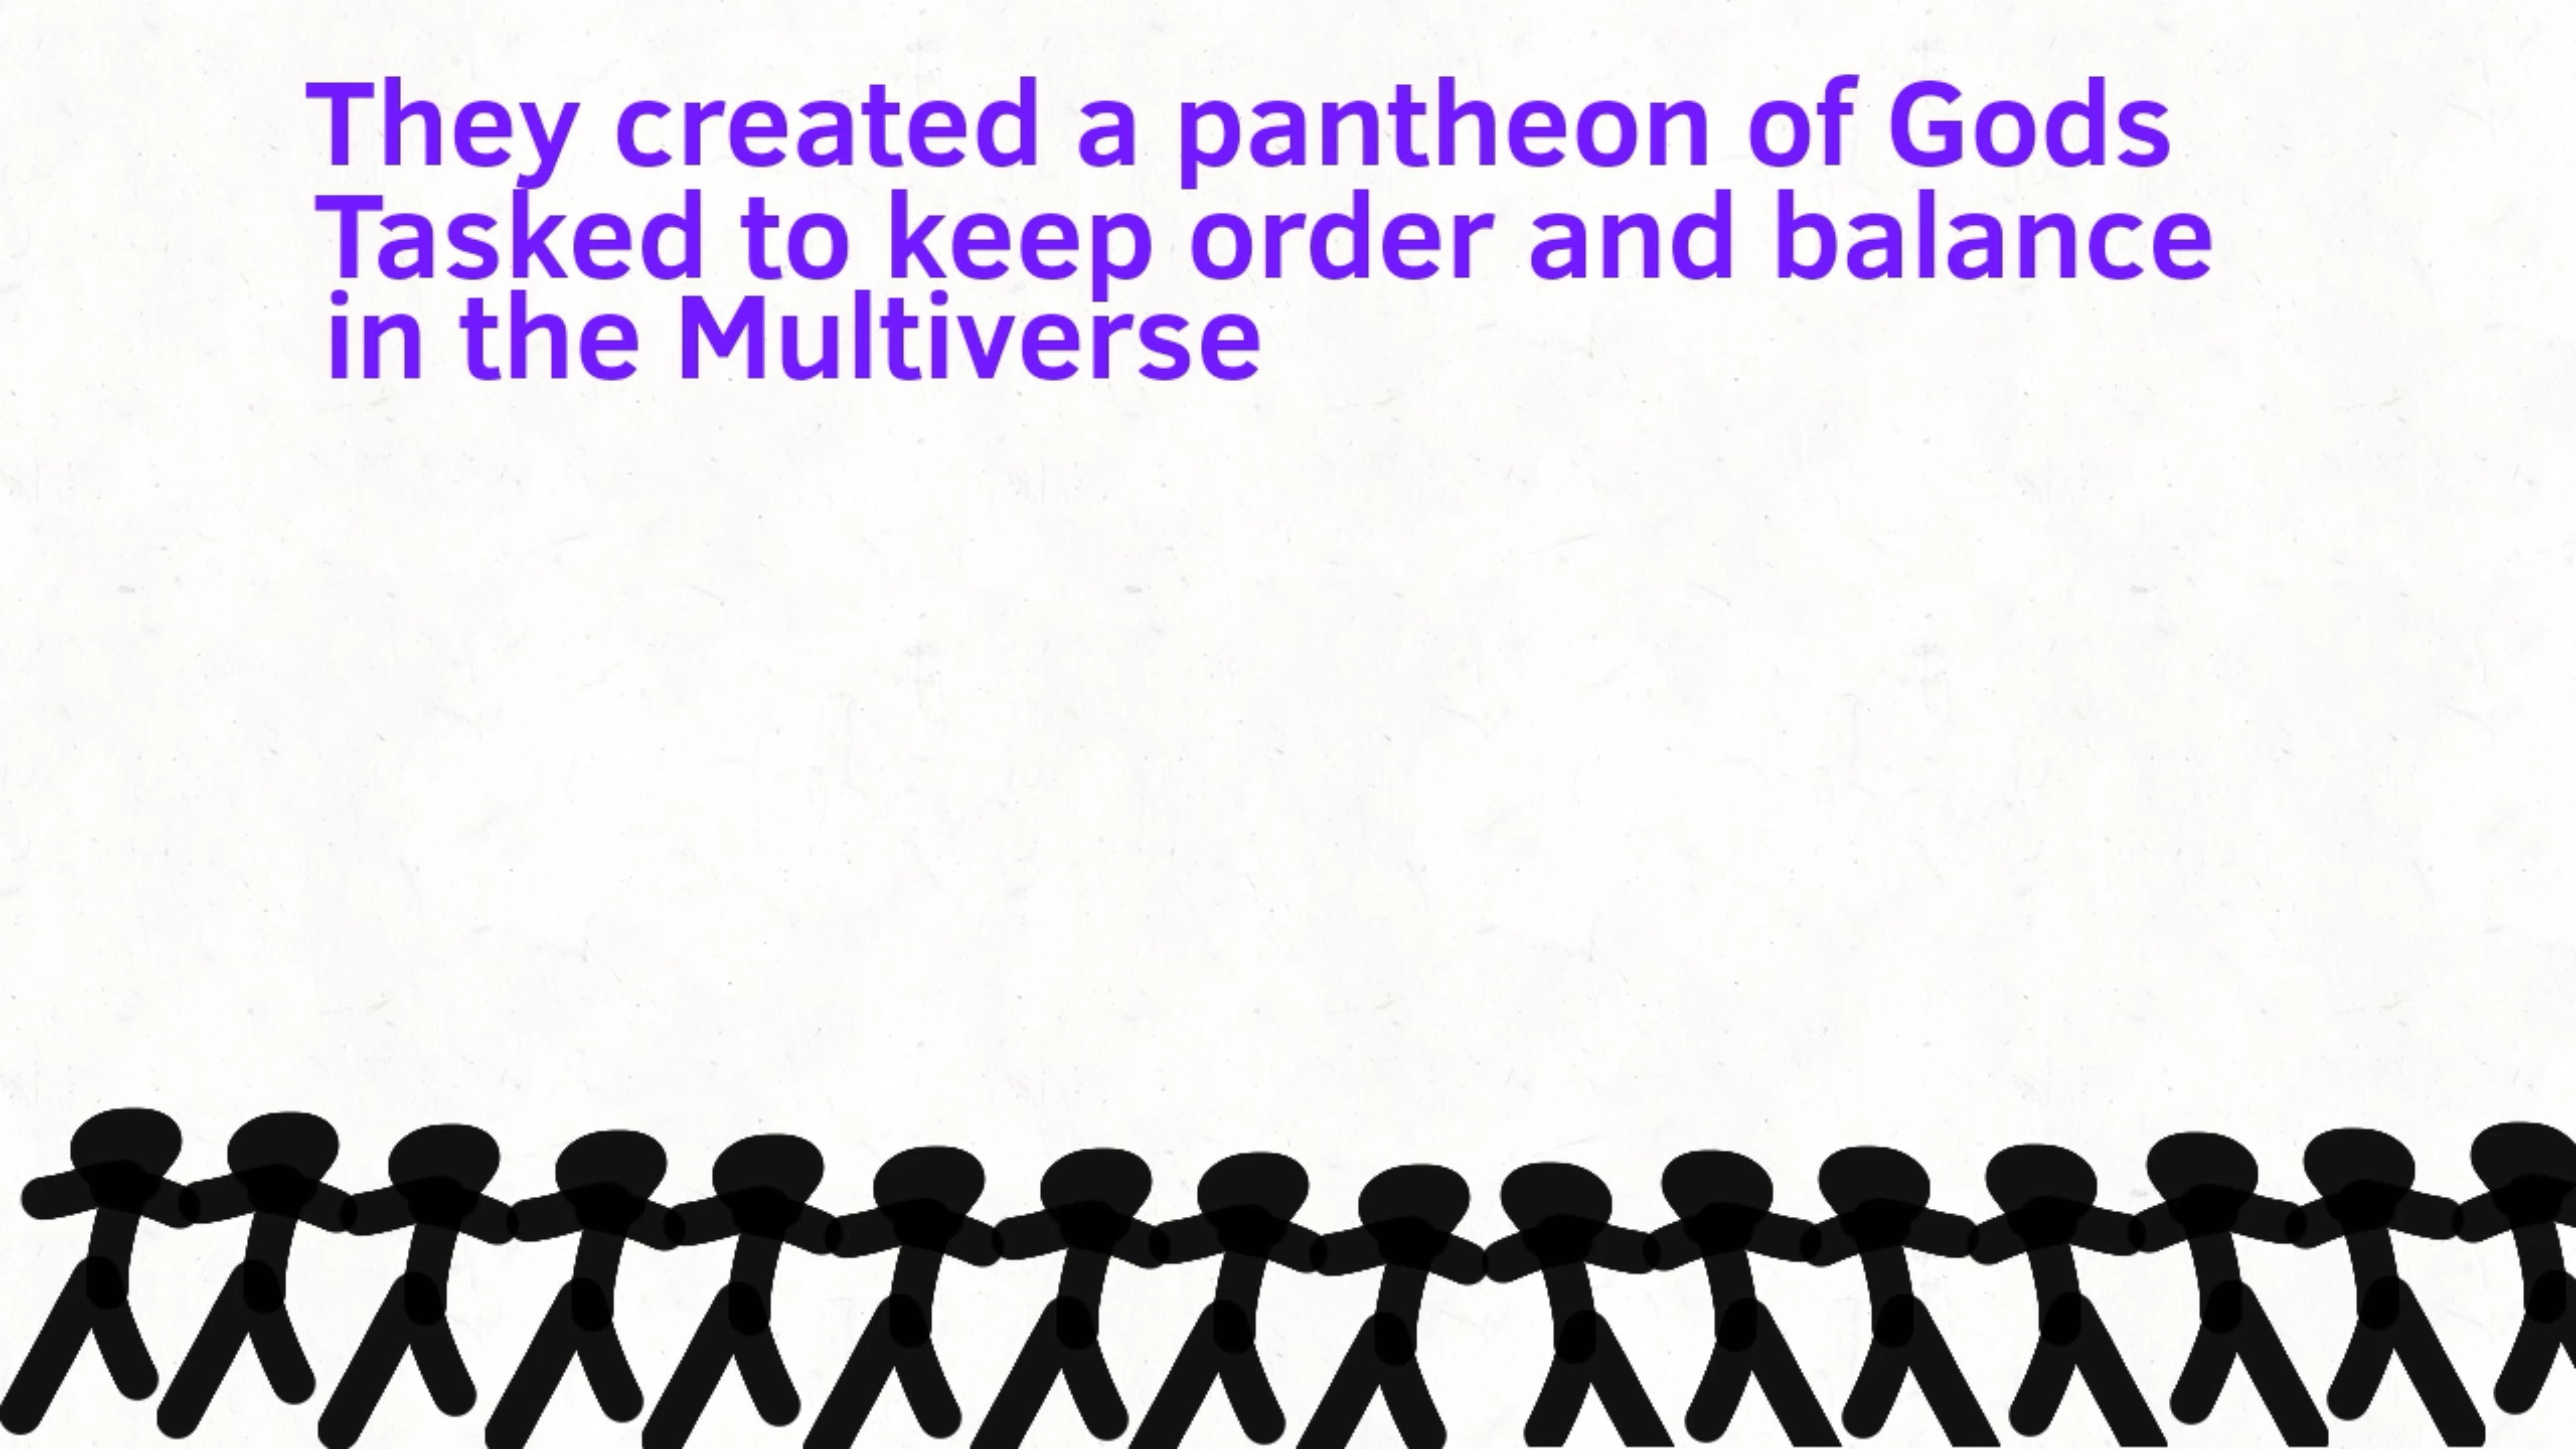 They created a pantheon of Gods
Tasked to keep order and balance
in the Multiverse